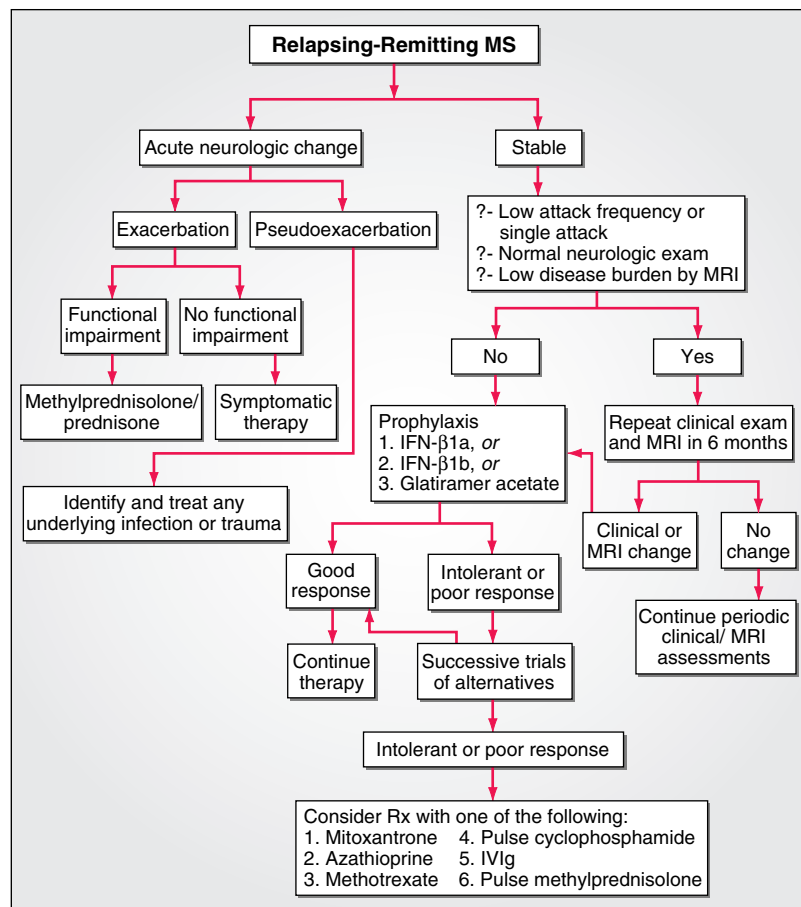 Relapsing-Remitting MS
Acute neurologic change
Stable
Exacerbation
Pseudoexacerbation
?- Low attack frequency or
single attack
?- Normal neurologic exam
?- Low disease burden by MRI
Functional
impairment
No functional
impairment
No
Yes
Methylprednisolone/
prednisone
Symptomatic
therapy
Prophylaxis
1. IFN-β1a, or
2. IFN-β1b, or
3. Glatiramer acetate
Repeat clinical exam
and MRI in 6 months
Identify and treat any
underlying infection or trauma
Clinical or
MRI change
No
change
Good
response
Intolerant or
poor response
Continue periodic
clinical/ MRI
assessments
Continue
therapy
Successive trials
of alternatives
Intolerant or poor response
Consider Rx with one of the following:
1. Mitoxantrone 4. Pulse cyclophosphamide
2. Azathioprine 5. IVIg
3. Methotrexate 6. Pulse methylprednisolone